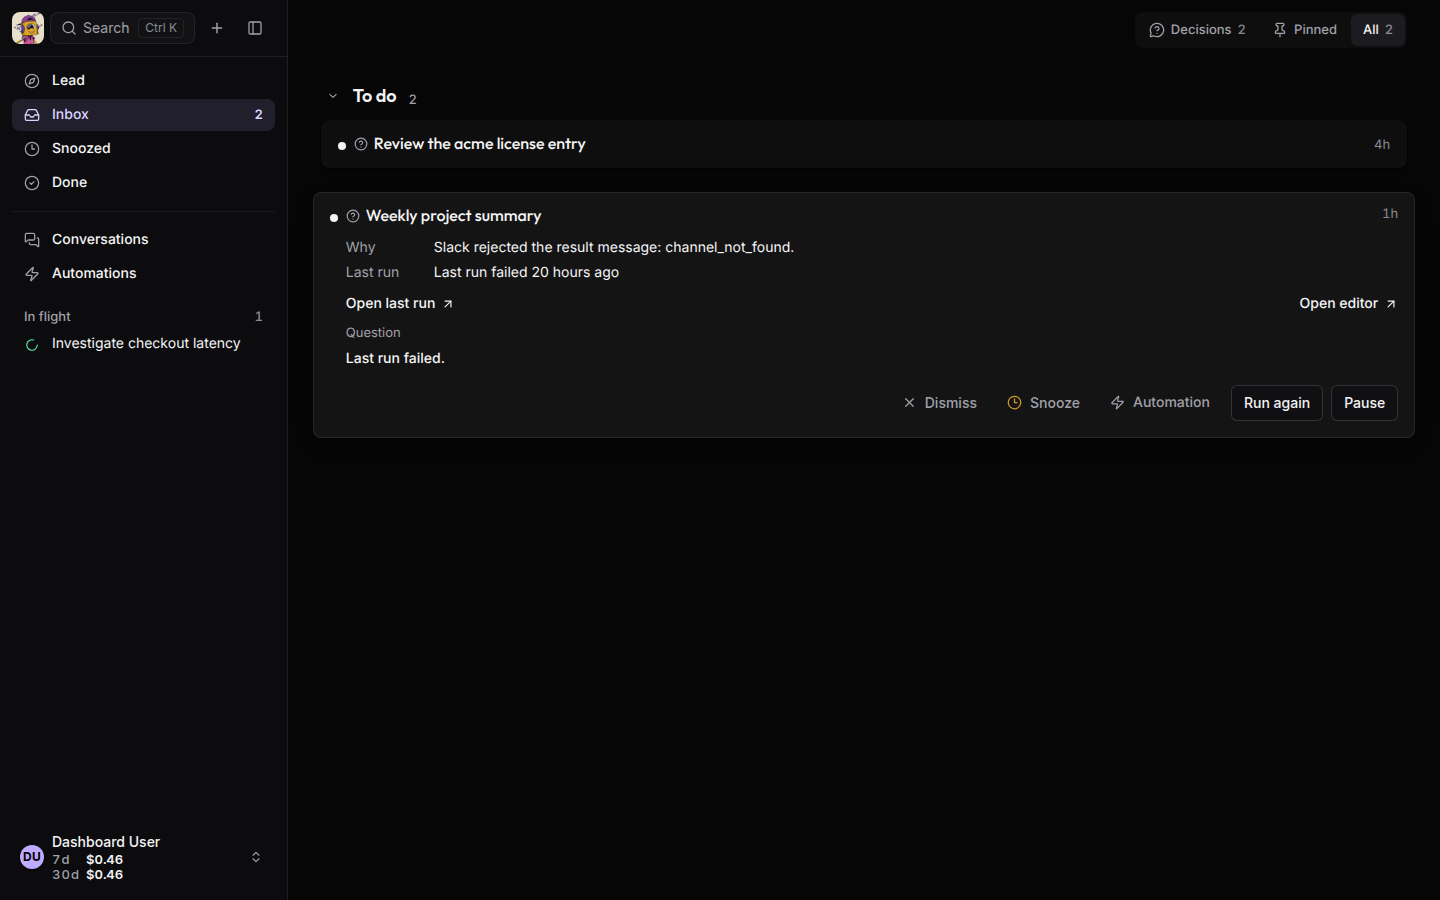 Search Ctrl K
Lead
Inbox 2
Snoozed
Done
Conversations
Automations
In flight 1
Investigate checkout latency
DU
Dashboard User
7d $0.46
30d $0.46
Decisions 2
Pinned
All 2
To do 2
Review the acme license entry 4h
Weekly project summary 1h
Why Slack rejected the result message: channel_not_found.
Last run Last run failed 20 hours ago
Open last run Open editor
Question
Last run failed.
Dismiss Snooze Automation Run again Pause